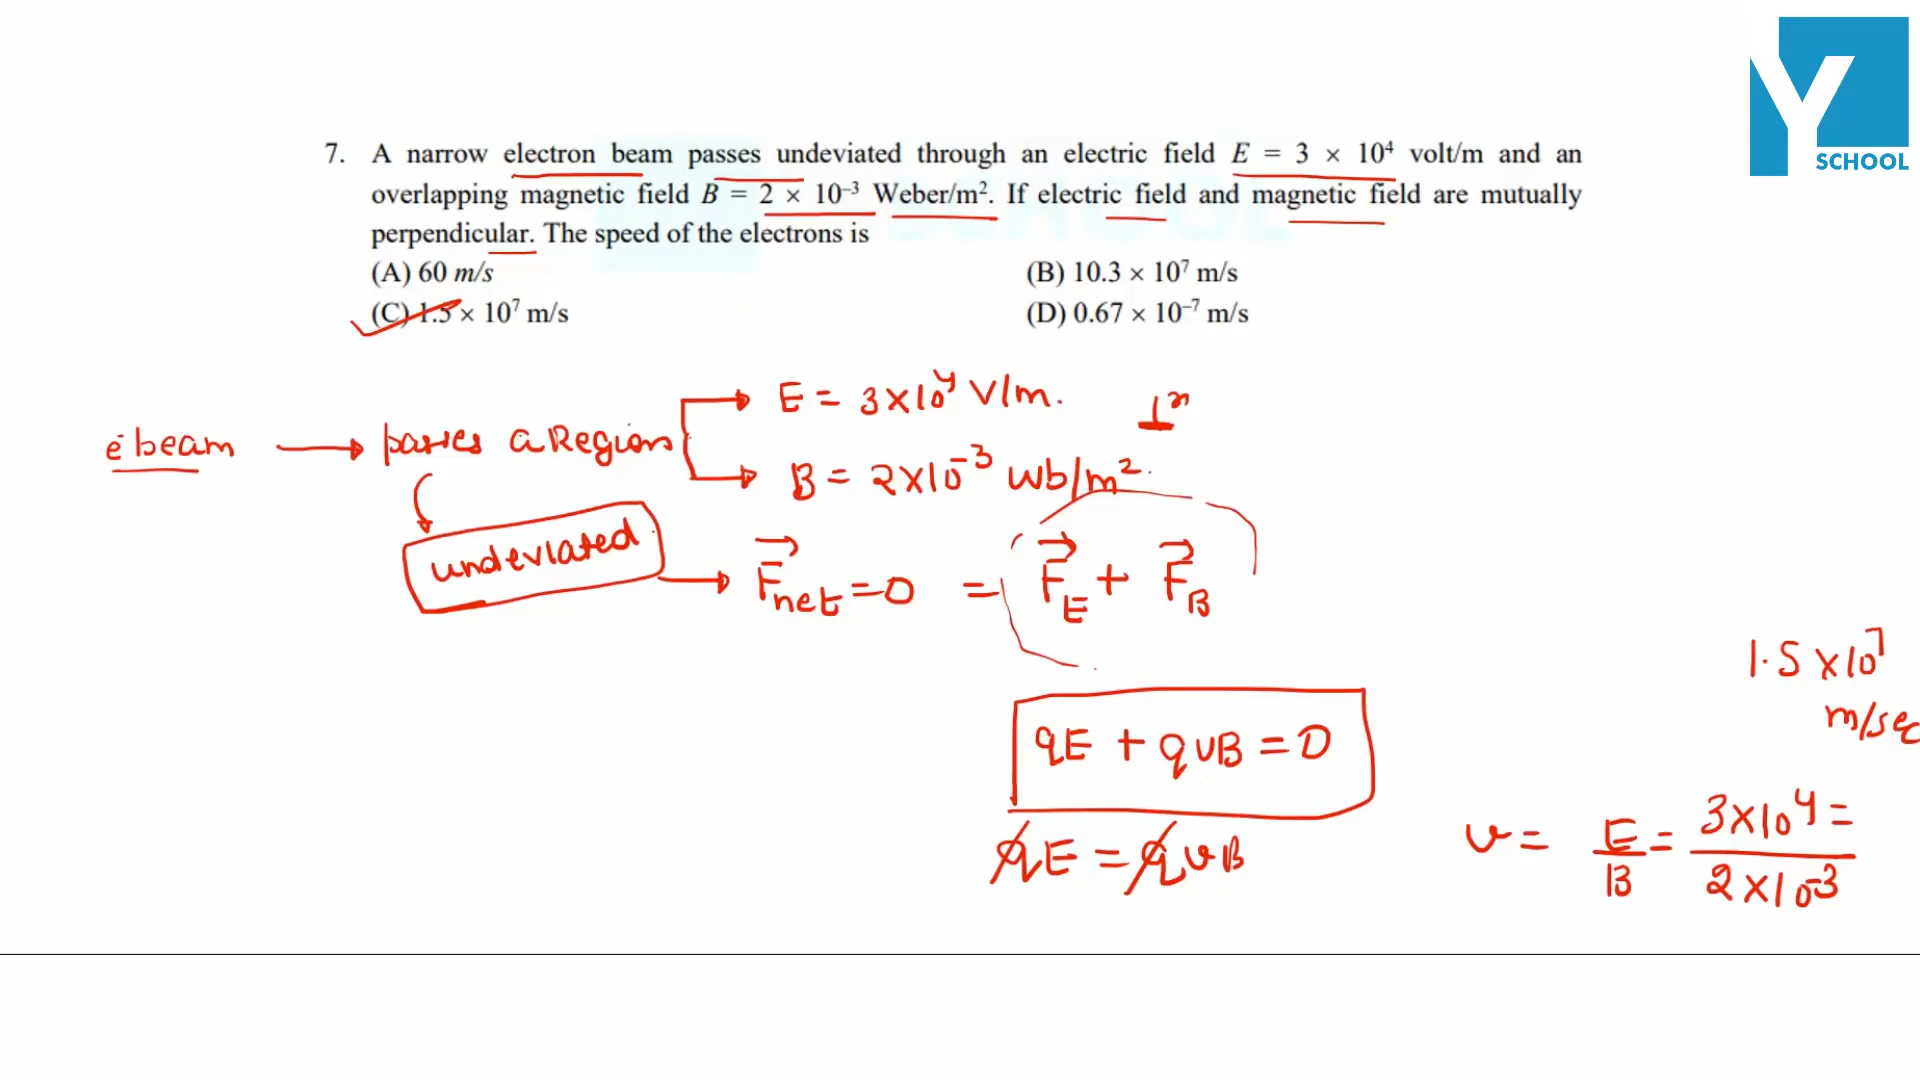 Y SCHOOL
7. A narrow electron beam passes undeviated through an electric field E = 3 × 10⁴ volt/m and an
overlapping magnetic field B = 2 × 10⁻³ Weber/m². If electric field and magnetic field are mutually
perpendicular. The speed of the electrons is
(A) 60 m/s (B) 10.3 × 10⁷ m/s
(C) 1.5 × 10⁷ m/s (D) 0.67 × 10⁻⁷ m/s
e⁻ beam → passes a Region → E = 3×10⁴ V/m. ⊥ʳ
→ B = 2×10⁻³ Wb/m².
undeviated → F⃗net = 0 = F⃗E + F⃗B
qE + qvB = 0
qE = qvB
v = E/B = 3×10⁴/2×10⁻³ =
1.5 ×10⁷
m/sec